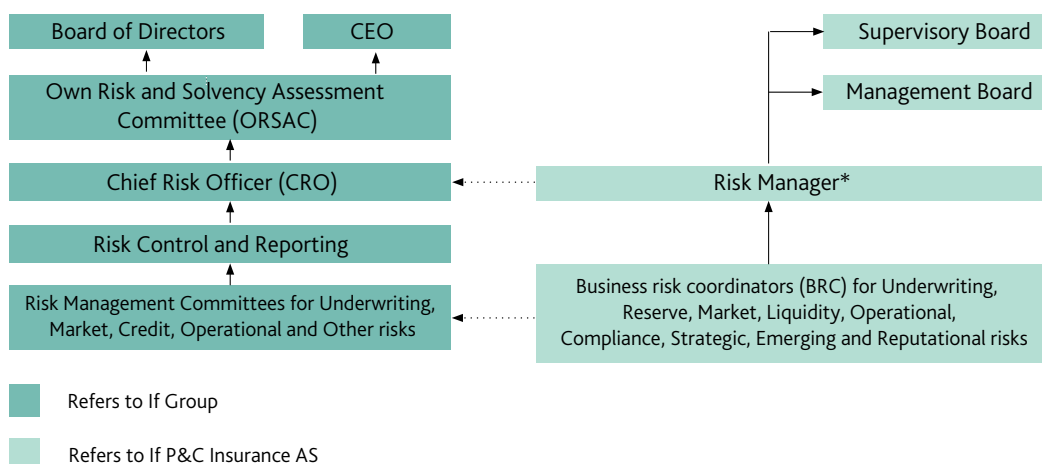 Board of Directors
CEO
Own Risk and Solvency Assessment
Committee (ORSAC)
Chief Risk Officer (CRO)
Risk Control and Reporting
Risk Management Committees for Underwriting,
Market, Credit, Operational and Other risks
Supervisory Board
Management Board
Risk Manager*
Business risk coordinators (BRC) for Underwriting,
Reserve, Market, Liquidity, Operational,
Compliance, Strategic, Emerging and Reputational risks
Refers to If Group
Refers to If P&C Insurance AS